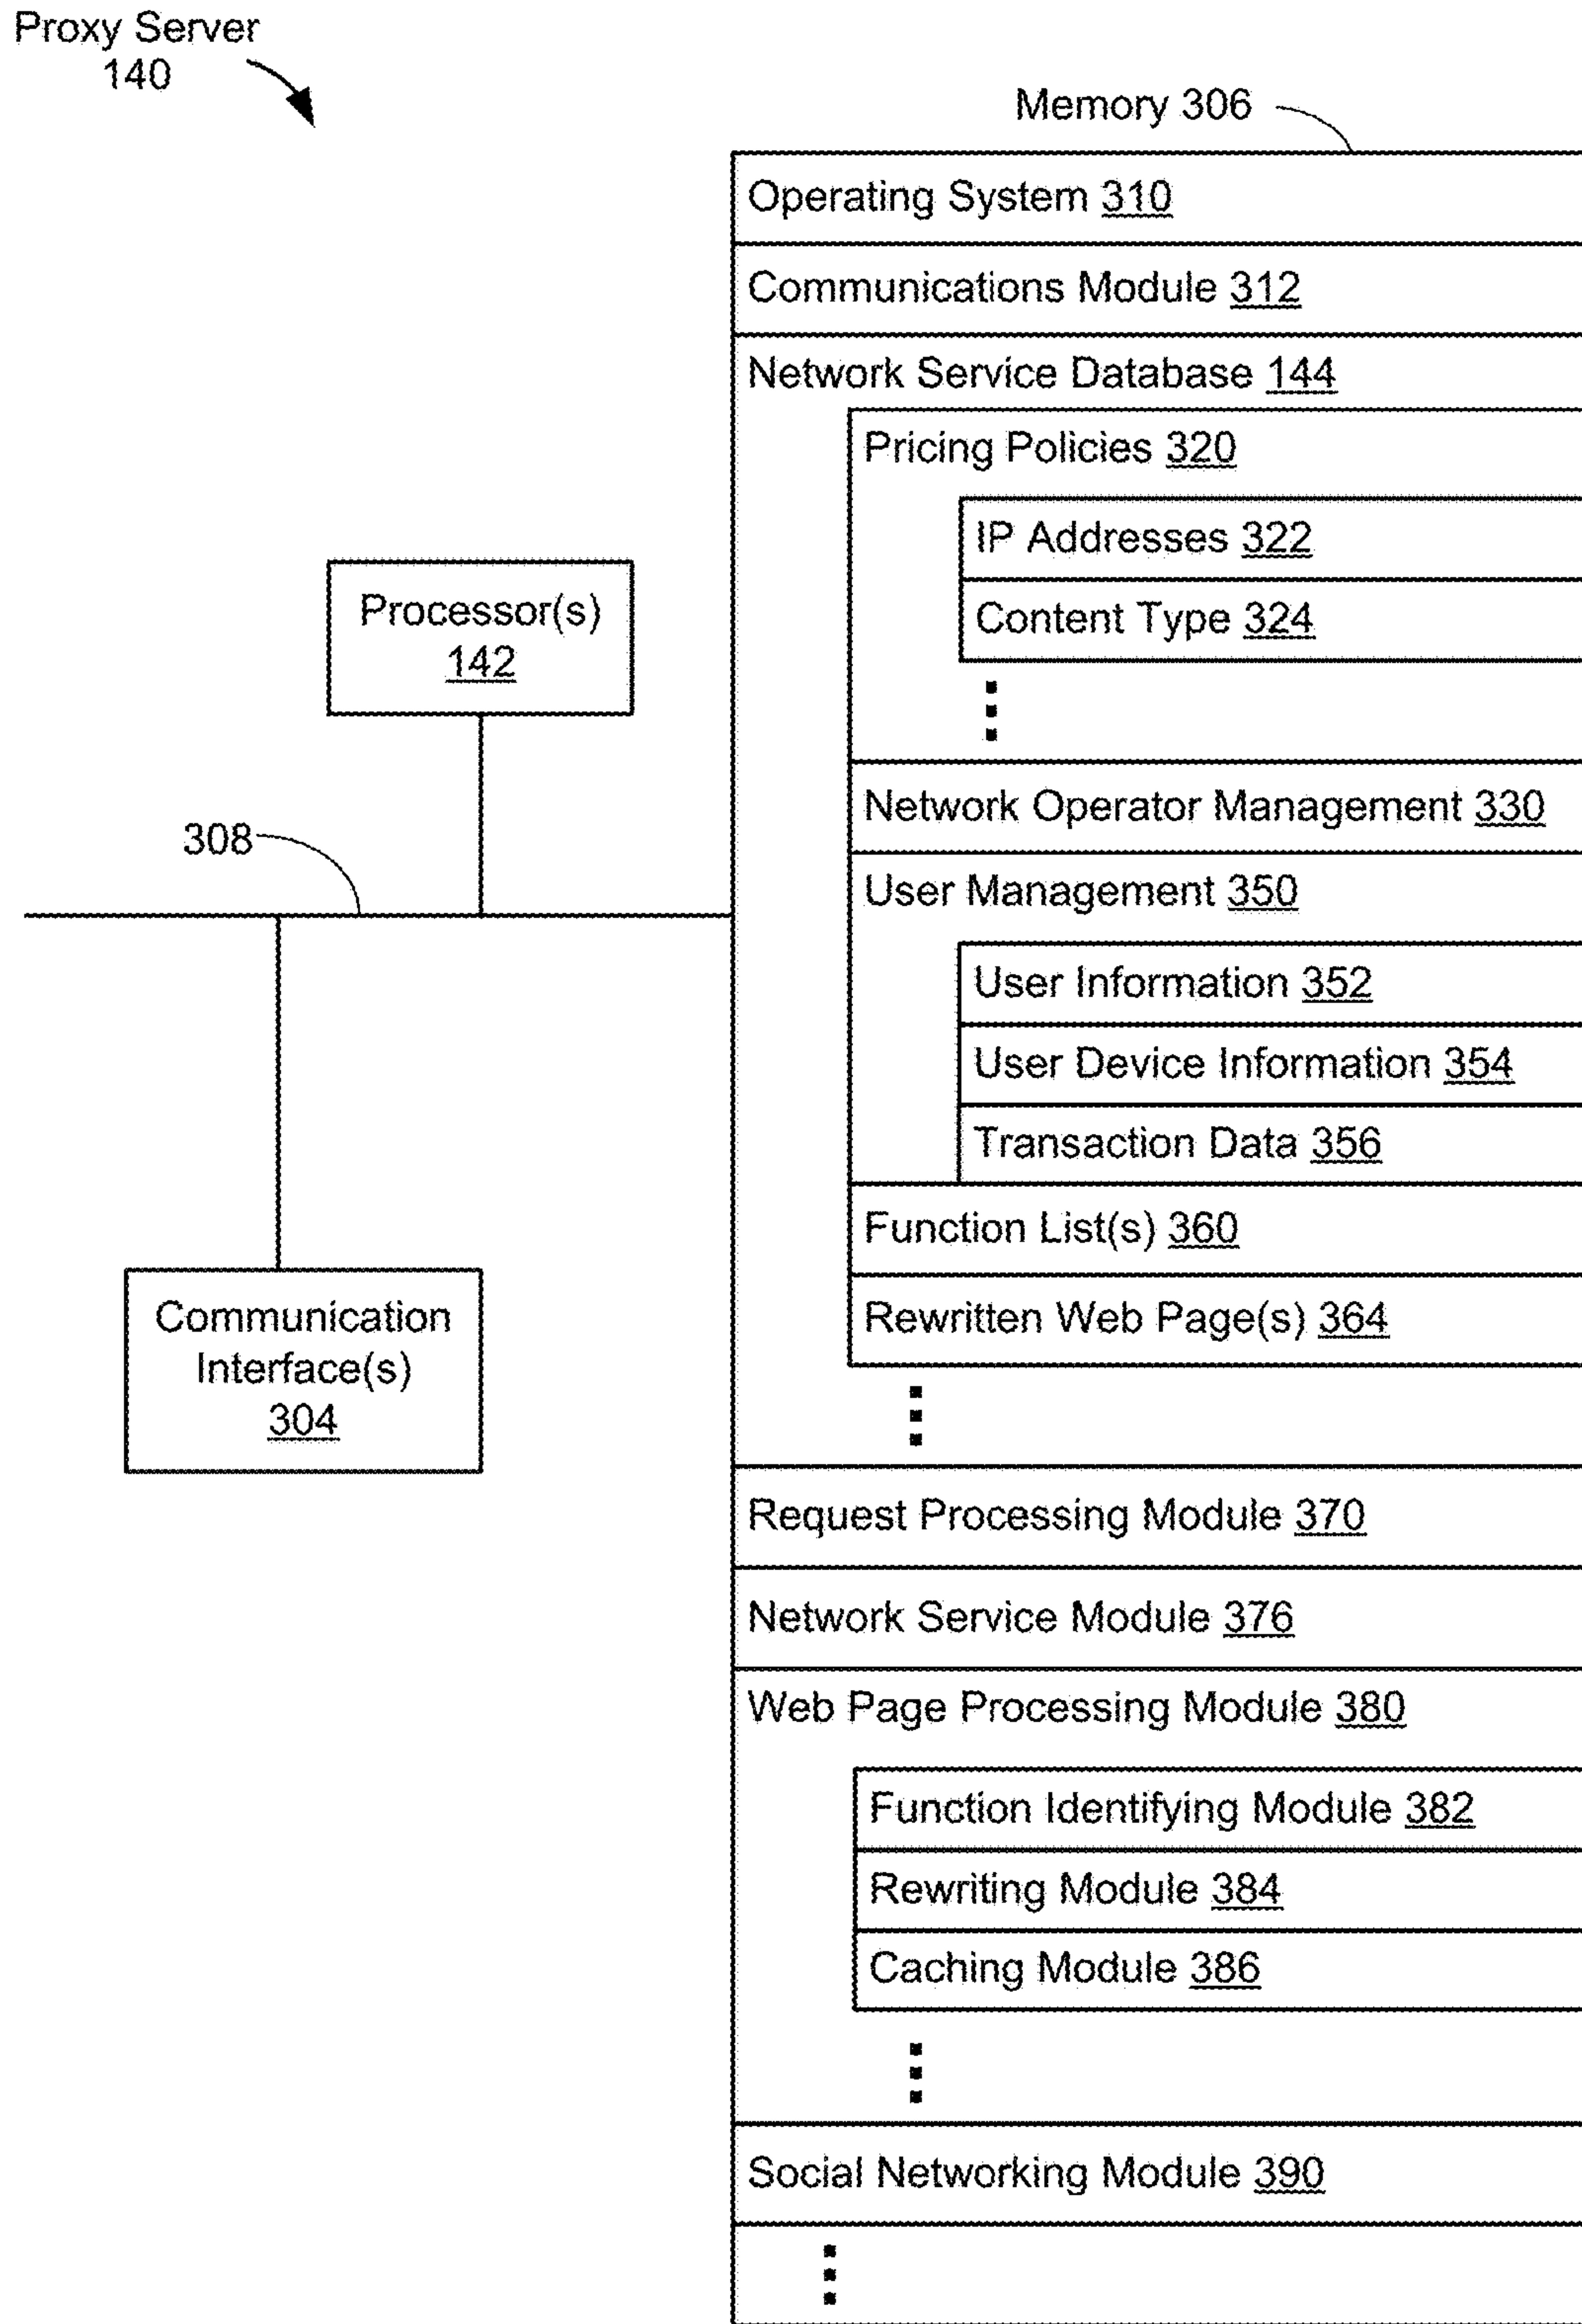 Proxy Server
140
Memory 306
Operating System 310
Communications Module 312
Network Service Database 144
Pricing Policies 320
IP Addresses 322
Content Type 324
Processor(s)
142
Network Operator Management 330
308
User Management 350
User Information 352
User Device Information 354
Transaction Data 356
Function List(s) 360
Rewritten Web Page(s) 364
Communication
Interface(s)
304
Request Processing Module 370
Network Service Module 376
Web Page Processing Module 380
Function Identifying Module 382
Rewriting Module 384
Caching Module 386
Social Networking Module 390